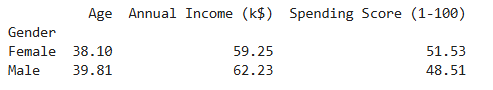 Age Annual Income (k$) Spending Score (1-100)
Gender
Female 38.10 59.25 51.53
Male 39.81 62.23 48.51